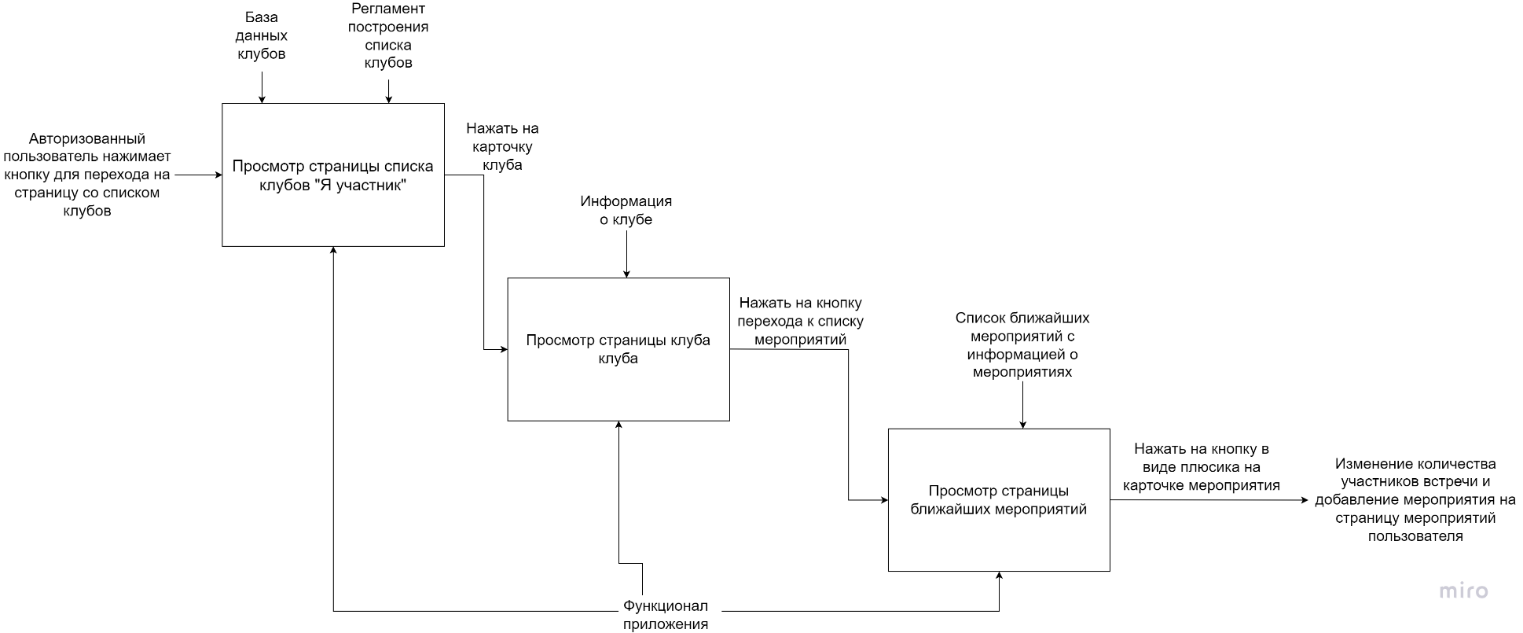 База
данных
клубов
Регламент
построения
списка
клубов
Авторизованный
пользователь нажимает
кнопку для перехода на
страницу со списком
клубов
Просмотр страницы списка
клубов "Я участник"
Нажать на
карточку
клуба
Информация
о клубе
Просмотр страницы клуба
клуба
Нажать на кнопку
перехода к списку
мероприятий
Список ближайших
мероприятий с
информацией о
мероприятиях
Просмотр страницы
ближайших мероприятий
Нажать на кнопку в
виде плюсика на
карточке мероприятия
Изменение количества
участников встречи и
добавление мероприятия на
страницу мероприятий
пользователя
Функционал
приложения
miro